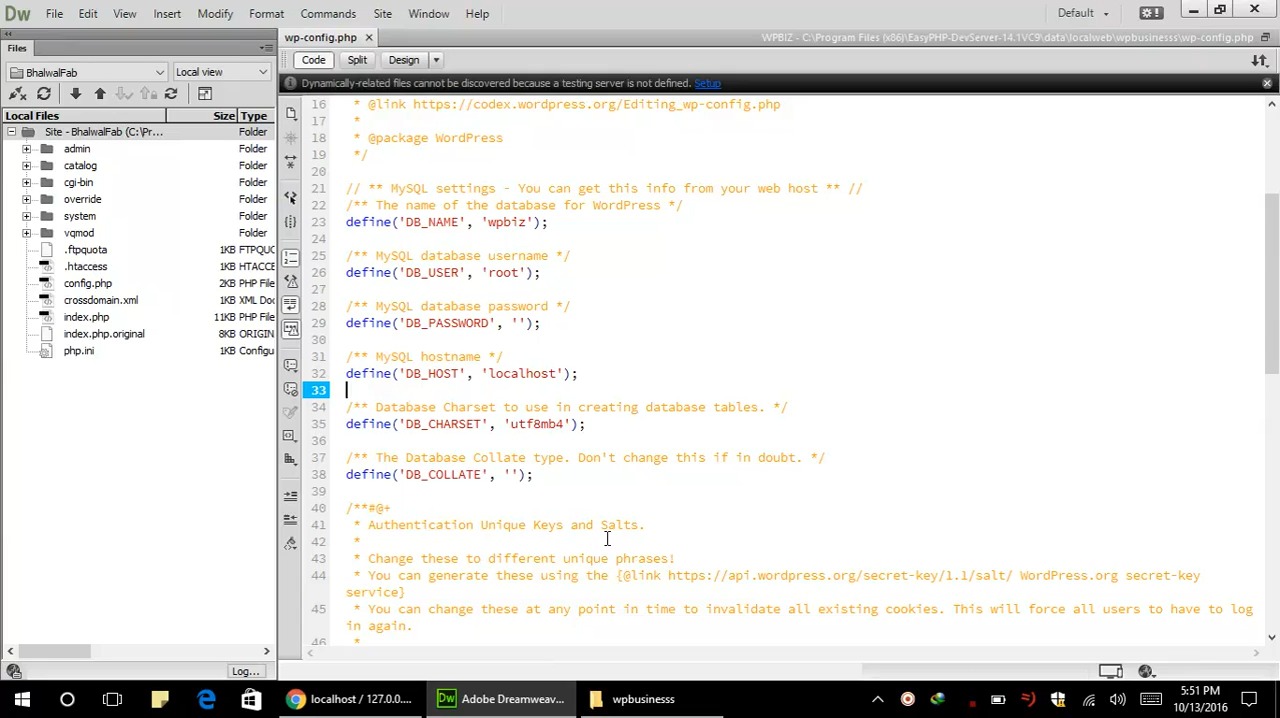 Dw File Edit View Insert Modify Format Commands Site Window Help Default
Files
wp-config.php
WPBIZ - C:\Program Files (x86)\EasyPHP-DevServer-14.1VC9\data\localweb\wpbusinesss\wp-config.php
BhalwalFab Local view
Code Split Design
Dynamically-related files cannot be discovered because a testing server is not defined. Setup
Local Files Size Type
Site - BhalwalFab (C:\Pr... Folder
admin Folder
catalog Folder
cgi-bin Folder
override Folder
system Folder
vqmod Folder
.ftpquota 1KB FTPQUC
.htaccess 1KB HTACCE
config.php 2KB PHP File
crossdomain.xml 1KB XML Doc
index.php 11KB PHP File
index.php.original 8KB ORIGIN
php.ini 1KB Configu
Log...
16 * @link https://codex.wordpress.org/Editing_wp-config.php
17 *
18 * @package WordPress
19 */
20
21 // ** MySQL settings - You can get this info from your web host ** //
22 /** The name of the database for WordPress */
23 define('DB_NAME', 'wpbiz');
24
25 /** MySQL database username */
26 define('DB_USER', 'root');
27
28 /** MySQL database password */
29 define('DB_PASSWORD', '');
30
31 /** MySQL hostname */
32 define('DB_HOST', 'localhost');
33
34 /** Database Charset to use in creating database tables. */
35 define('DB_CHARSET', 'utf8mb4');
36
37 /** The Database Collate type. Don't change this if in doubt. */
38 define('DB_COLLATE', '');
39
40 /**#@+
41 * Authentication Unique Keys and Salts.
42 *
43 * Change these to different unique phrases!
44 * You can generate these using the {@link https://api.wordpress.org/secret-key/1.1/salt/ WordPress.org secret-key
service}
45 * You can change these at any point in time to invalidate all existing cookies. This will force all users to have to log
in again.
46 *
localhost / 127.0.0... Adobe Dreamweav... wpbusinesss
5:51 PM
10/13/2016